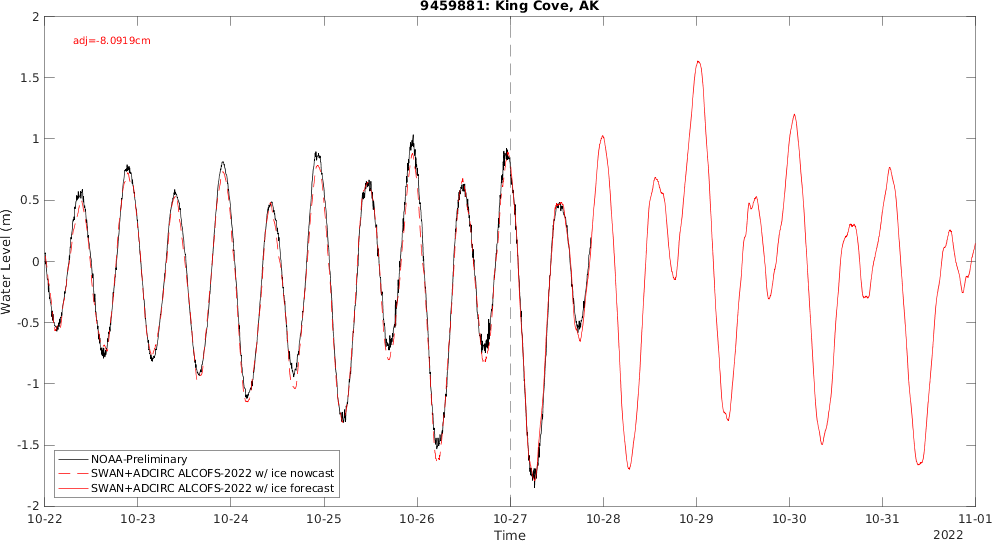 9459881: King Cove, AK
adj=-8.0919cm
Water Level (m)
2
1.5
1
0.5
0
-0.5
-1
-1.5
-2
NOAA-Preliminary
SWAN+ADCIRC ALCOFS-2022 w/ ice nowcast
SWAN+ADCIRC ALCOFS-2022 w/ ice forecast
10-22 10-23 10-24 10-25 10-26 10-27 10-28 10-29 10-30 10-31 11-01
Time
2022